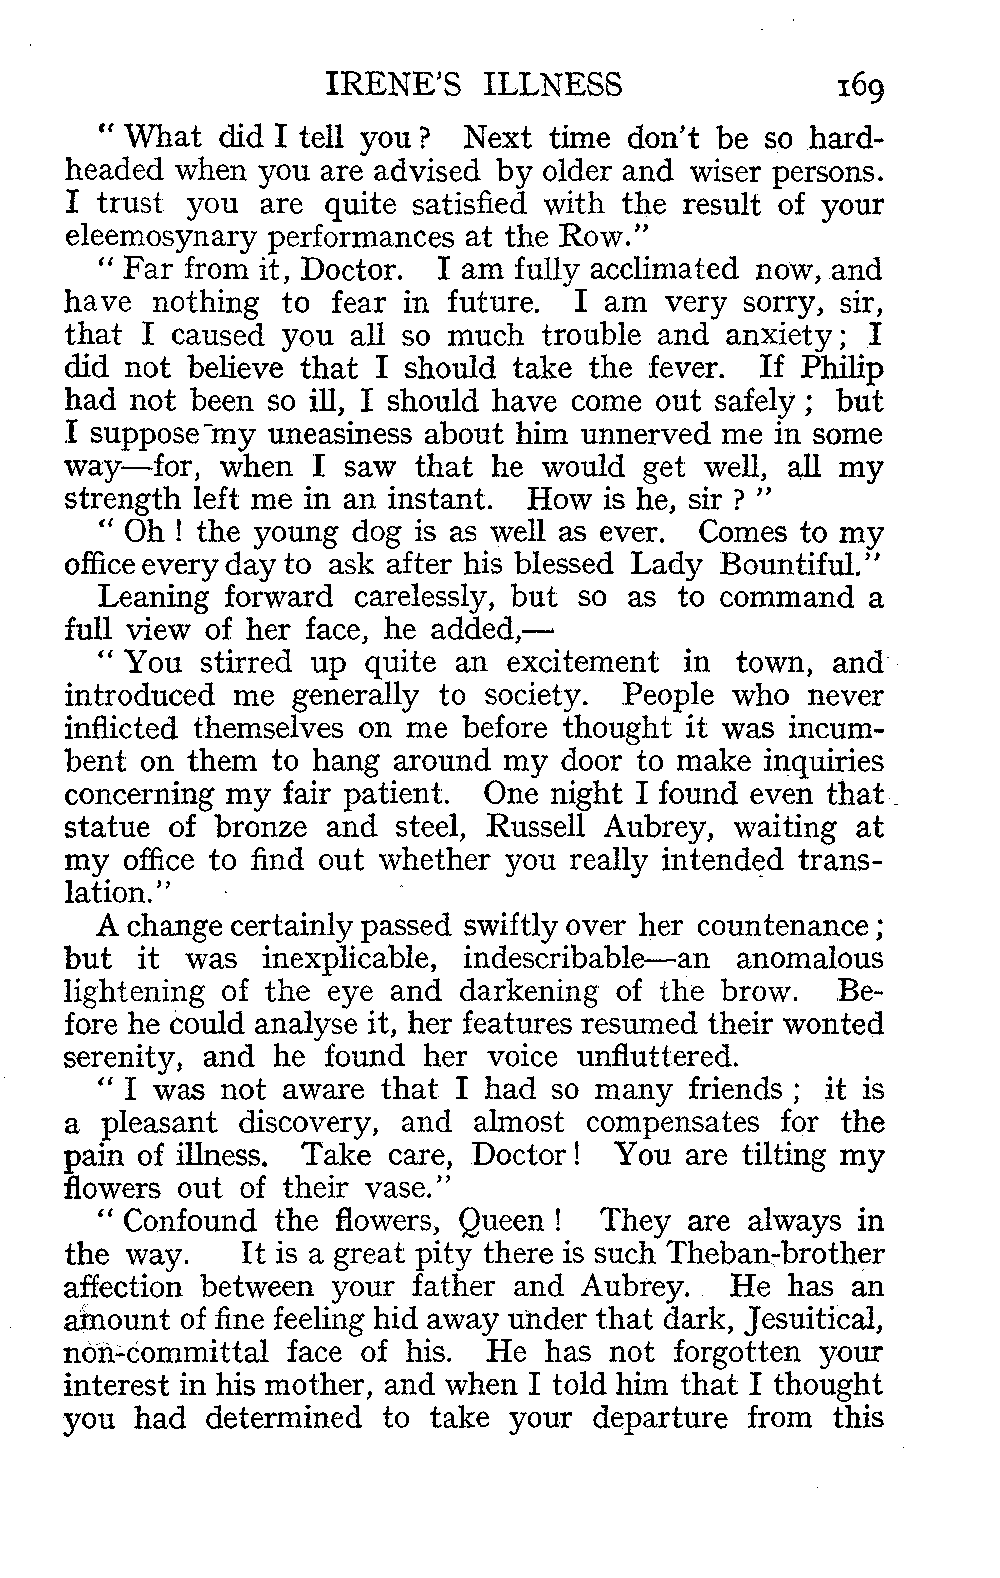 IRENE'S ILLNESS 169
" What did I tell you ? Next time don't be so hard-
headed when you are advised by older and wiser persons.
I trust you are quite satisfied with the result of your
eleemosynary performances at the Row."
" Far from it, Doctor. I am fully acclimated now, and
have nothing to fear in future. I am very sorry, sir,
that I caused you all so much trouble and anxiety ; I
did not believe that I should take the fever. If Philip
had not been so ill, I should have come out safely ; but
I suppose my uneasiness about him unnerved me in some
way—for, when I saw that he would get well, all my
strength left me in an instant. How is he, sir ? "
" Oh ! the young dog is as well as ever. Comes to my
office every day to ask after his blessed Lady Bountiful."
Leaning forward carelessly, but so as to command a
full view of her face, he added,—
" You stirred up quite an excitement in town, and
introduced me generally to society. People who never
inflicted themselves on me before thought it was incum-
bent on them to hang around my door to make inquiries
concerning my fair patient. One night I found even that
statue of bronze and steel, Russell Aubrey, waiting at
my office to find out whether you really intended trans-
lation."
A change certainly passed swiftly over her countenance ;
but it was inexplicable, indescribable—an anomalous
lightening of the eye and darkening of the brow. Be-
fore he could analyse it, her features resumed their wonted
serenity, and he found her voice unfluttered.
" I was not aware that I had so many friends ; it is
a pleasant discovery, and almost compensates for the
pain of illness. Take care, Doctor ! You are tilting my
flowers out of their vase."
" Confound the flowers, Queen ! They are always in
the way. It is a great pity there is such Theban-brother
affection between your father and Aubrey. He has an
amount of fine feeling hid away under that dark, Jesuitical,
non-committal face of his. He has not forgotten your
interest in his mother, and when I told him that I thought
you had determined to take your departure from this